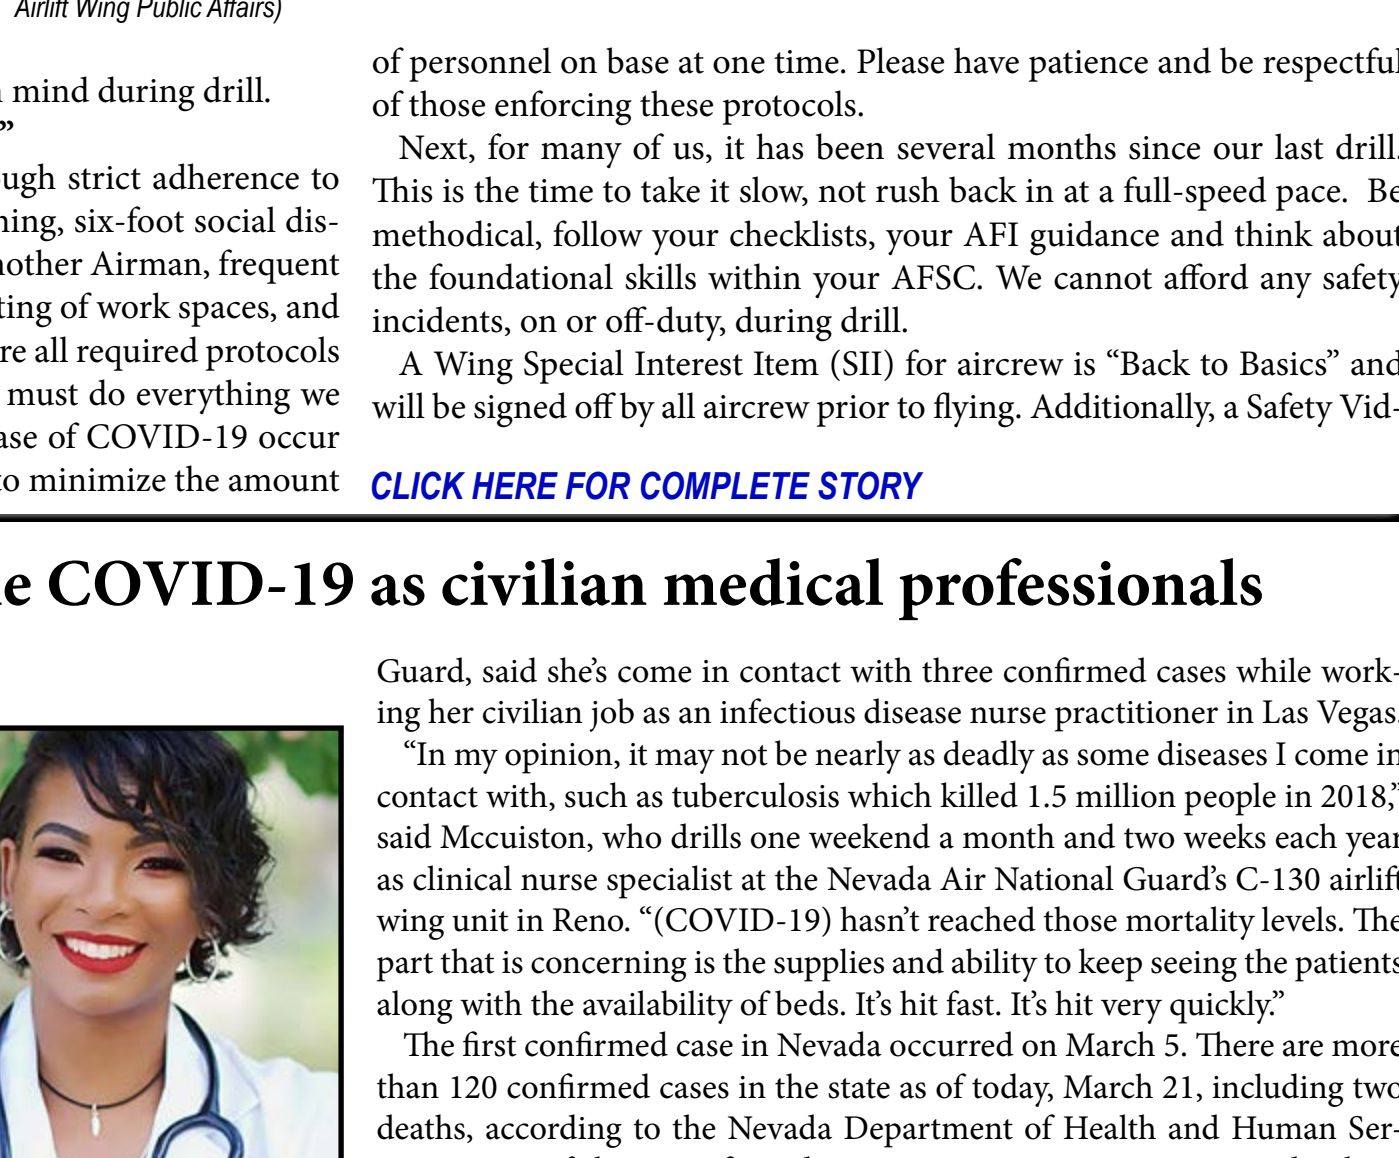 Airlift Wing Public Affairs)
mind during drill.
”
strict adherence to
six-foot social dis-
Airman, frequent
of work spaces, and
all required protocols
must do everything we
of COVID-19 occur
to minimize the amount
of personnel on base at one time. Please have patience and be respectful
of those enforcing these protocols.
Next, for many of us, it has been several months since our last drill.
This is the time to take it slow, not rush back in at a full-speed pace. Be
methodical, follow your checklists, your AFI guidance and think about
the foundational skills within your AFSC. We cannot afford any safety
incidents, on or off-duty, during drill.
A Wing Special Interest Item (SII) for aircrew is “Back to Basics” and
will be signed off by all aircrew prior to flying. Additionally, a Safety Vid-
CLICK HERE FOR COMPLETE STORY
COVID-19 as civilian medical professionals
Guard, said she’s come in contact with three confirmed cases while work-
ing her civilian job as an infectious disease nurse practitioner in Las Vegas.
“In my opinion, it may not be nearly as deadly as some diseases I come in
contact with, such as tuberculosis which killed 1.5 million people in 2018,”
said Mccuiston, who drills one weekend a month and two weeks each year
as clinical nurse specialist at the Nevada Air National Guard’s C-130 airlift
wing unit in Reno. “(COVID-19) hasn’t reached those mortality levels. The
part that is concerning is the supplies and ability to keep seeing the patients
along with the availability of beds. It’s hit fast. It’s hit very quickly.”
The first confirmed case in Nevada occurred on March 5. There are more
than 120 confirmed cases in the state as of today, March 21, including two
deaths, according to the Nevada Department of Health and Human Ser-